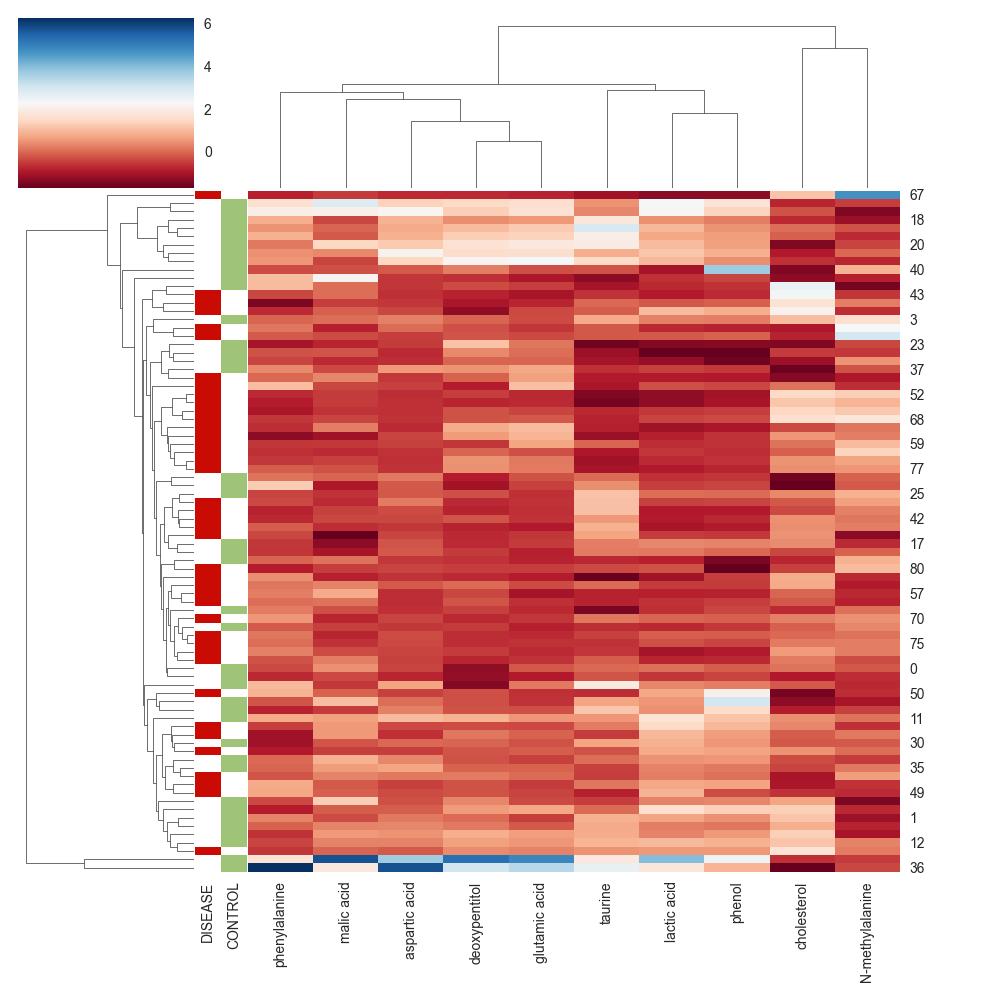 6
4
2
0
67
18
20
40
43
3
23
37
52
68
59
77
25
42
17
80
57
70
75
0
50
11
30
35
49
1
12
36
DISEASE
CONTROL
phenylalanine
malic acid
aspartic acid
deoxypentitol
glutamic acid
taurine
lactic acid
phenol
cholesterol
N-methylalanine